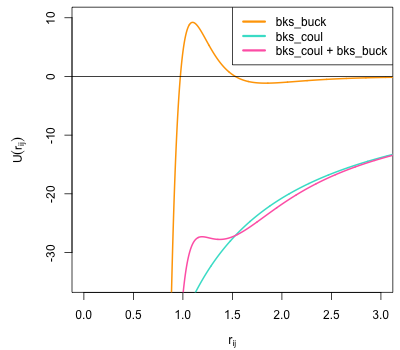 bks_buck
bks_coul
bks_coul + bks_buck
10
0
-10
-20
-30
U(rij)
0.0 0.5 1.0 1.5 2.0 2.5 3.0
rij